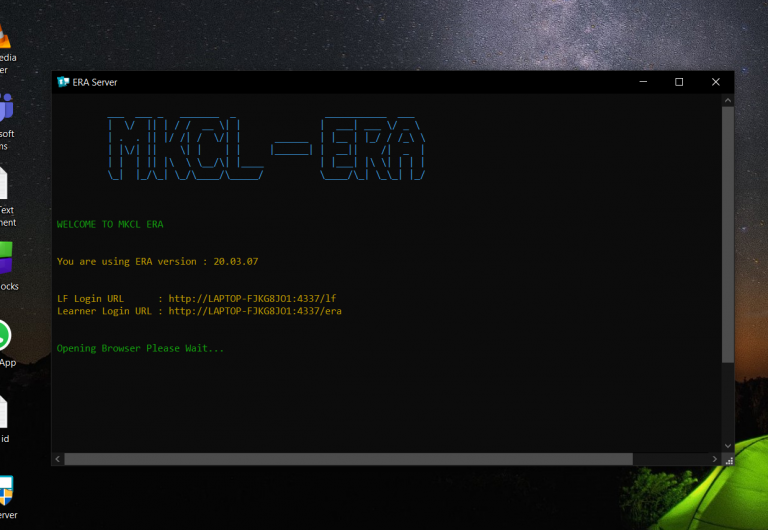 ERA Server
MKCL-ERA
WELCOME TO MKCL ERA
You are using ERA version : 20.03.07
LF Login URL : http://LAPTOP-FJKG8JO1:4337/lf
Learner Login URL : http://LAPTOP-FJKG8JO1:4337/era
Opening Browser Please Wait...
edia
er
soft
ms
Text
ment
ocks
App
id
erver